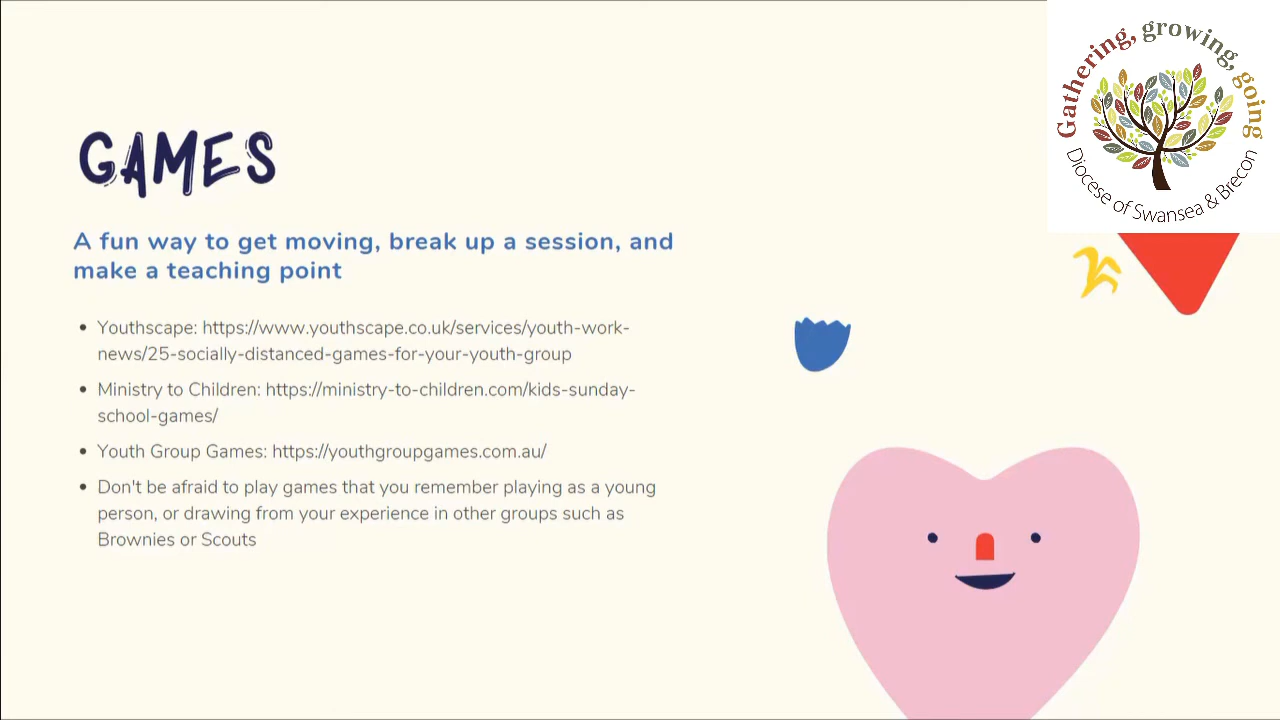 GAMES
A fun way to get moving, break up a session, and
make a teaching point
Youthscape: https://www.youthscape.co.uk/services/youth-work-
news/25-socially-distanced-games-for-your-youth-group
Ministry to Children: https://ministry-to-children.com/kids-sunday-
school-games/
Youth Group Games: https://youthgroupgames.com.au/
Don't be afraid to play games that you remember playing as a young
person, or drawing from your experience in other groups such as
Brownies or Scouts
Gathering, growing, going
Diocese of Swansea & Brecon